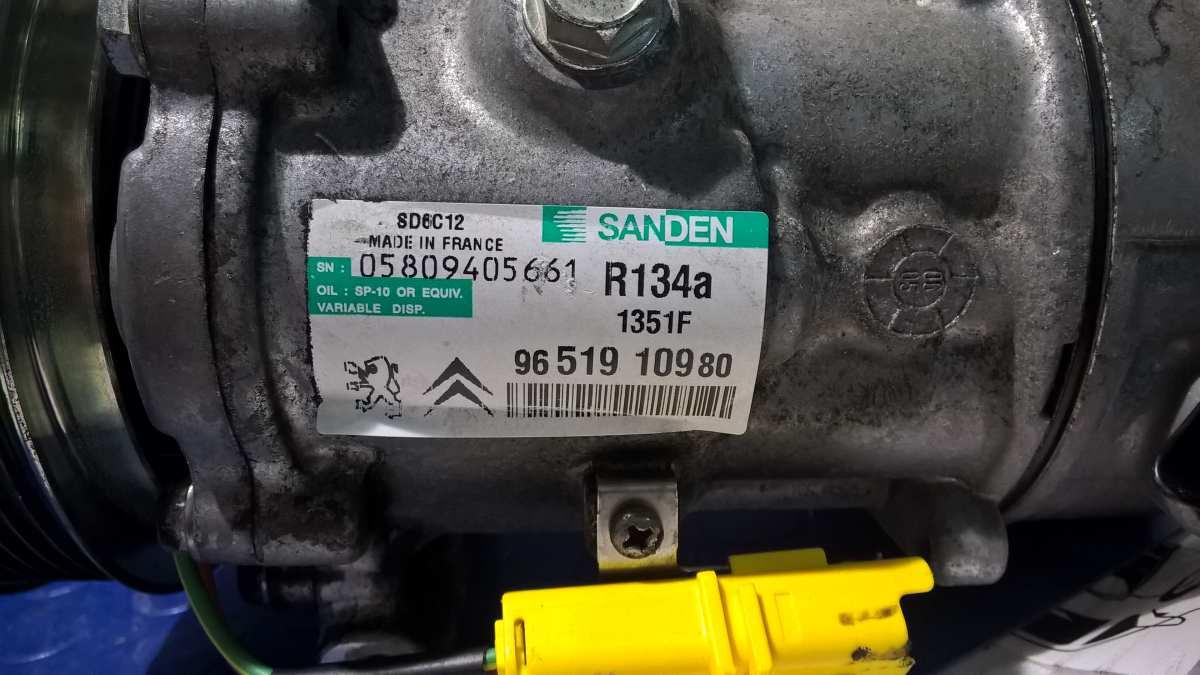 SD6C12
SANDEN
MADE IN FRANCE
SN : 05809405661
R134a
OIL : SP-10 OR EQUIV.
VARIABLE DISP.
1351F
96 519 109 80